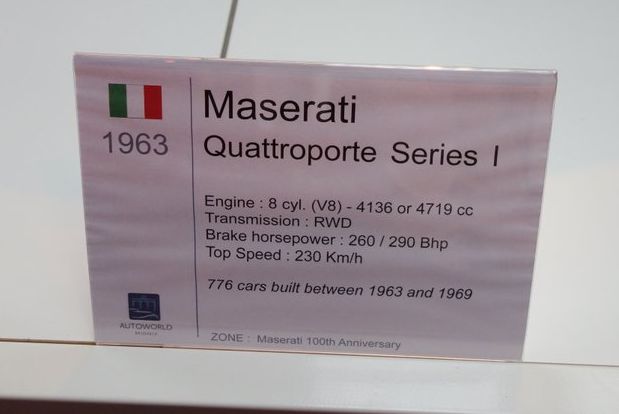 1963
Maserati
Quattroporte Series I
Engine : 8 cyl. (V8) - 4136 or 4719 cc
Transmission : RWD
Brake horsepower : 260 / 290 Bhp
Top Speed : 230 Km/h
776 cars built between 1963 and 1969
AUTOWORLD
BRUSSELS
ZONE : Maserati 100th Anniversary